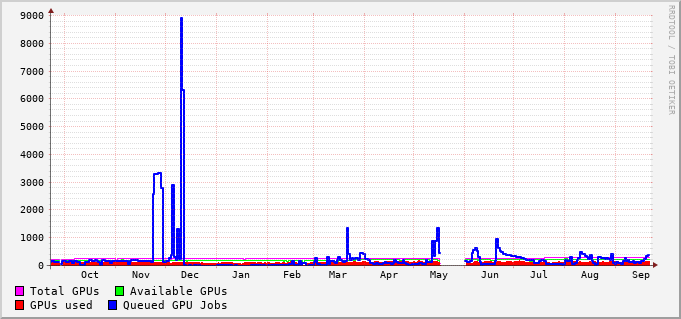 RRDTOOL / TOBI OETIKER
9000
8000
7000
6000
5000
4000
3000
2000
1000
0
Oct Nov Dec Jan Feb Mar Apr May Jun Jul Aug Sep
Total GPUs Available GPUs
GPUs used Queued GPU Jobs